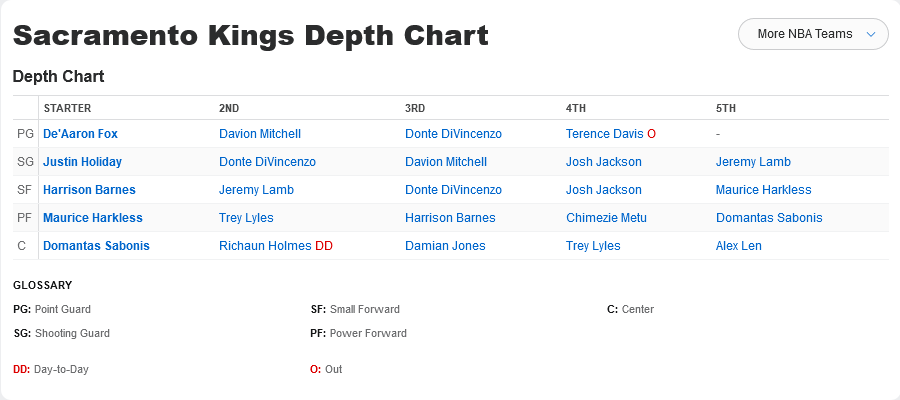 Sacramento Kings Depth Chart
More NBA Teams
Depth Chart
STARTER 2ND 3RD 4TH 5TH
PG De'Aaron Fox Davion Mitchell Donte DiVincenzo Terence Davis O -
SG Justin Holiday Donte DiVincenzo Davion Mitchell Josh Jackson Jeremy Lamb
SF Harrison Barnes Jeremy Lamb Donte DiVincenzo Josh Jackson Maurice Harkless
PF Maurice Harkless Trey Lyles Harrison Barnes Chimezie Metu Domantas Sabonis
C Domantas Sabonis Richaun Holmes DD Damian Jones Trey Lyles Alex Len
GLOSSARY
PG: Point Guard SF: Small Forward C: Center
SG: Shooting Guard PF: Power Forward
DD: Day-to-Day O: Out